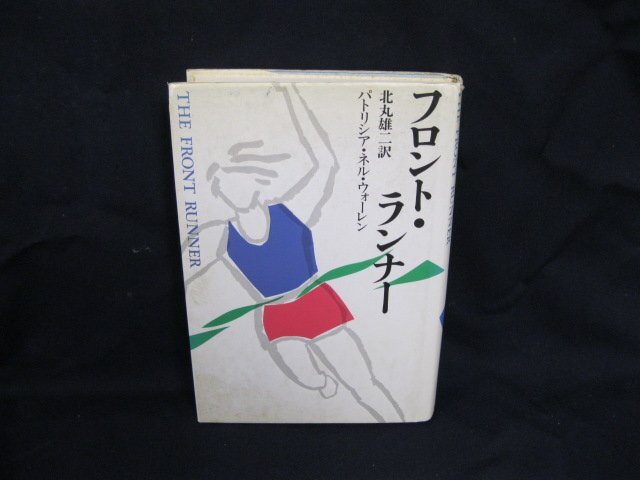 フロント・
ランナー
北丸雄二訳
パトリシア・ネル・ウォーレン
THE FRONT RUNNER